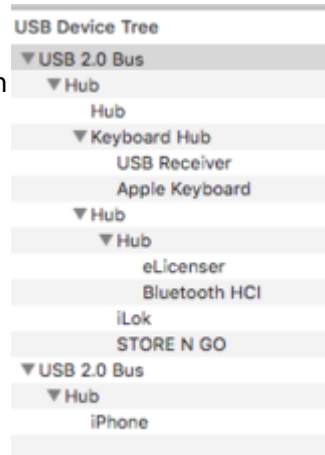 USB Device Tree
USB 2.0 Bus
Hub
Hub
Keyboard Hub
USB Receiver
Apple Keyboard
Hub
Hub
eLicenser
Bluetooth HCI
iLok
STORE N GO
USB 2.0 Bus
Hub
iPhone